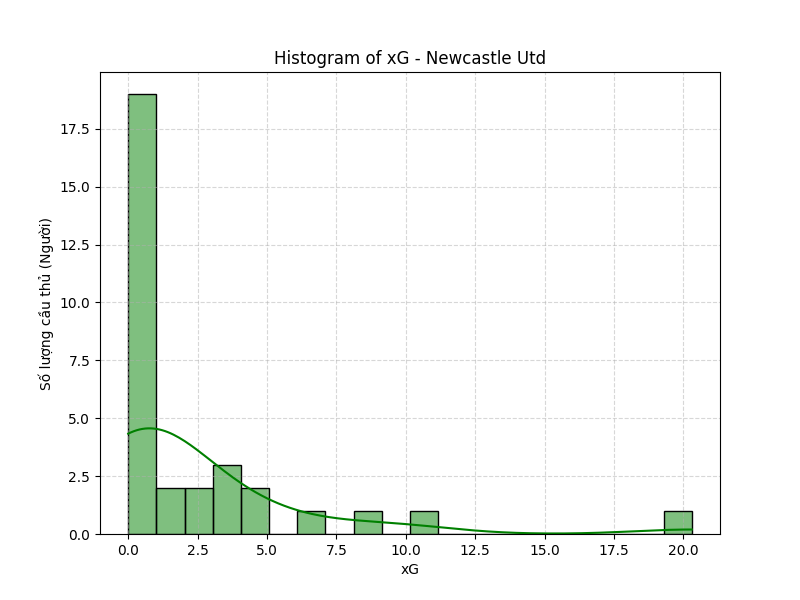 Histogram of xG - Newcastle Utd
Số lượng cầu thủ (Người)
17.5
15.0
12.5
10.0
7.5
5.0
2.5
0.0
0.0 2.5 5.0 7.5 10.0 12.5 15.0 17.5 20.0
xG